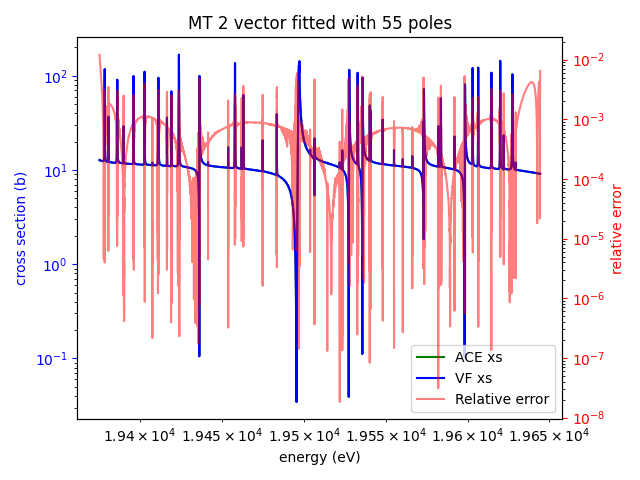 MT 2 vector fitted with 55 poles
cross section (b)
10² 10¹ 10⁰ 10⁻¹
10⁻² 10⁻³ 10⁻⁴ 10⁻⁵ 10⁻⁶ 10⁻⁷ 10⁻⁸
relative error
ACE xs
VF xs
Relative error
1.94 × 10⁴ 1.945 × 10⁴ 1.95 × 10⁴ 1.955 × 10⁴ 1.96 × 10⁴ 1.965 × 10⁴
energy (eV)